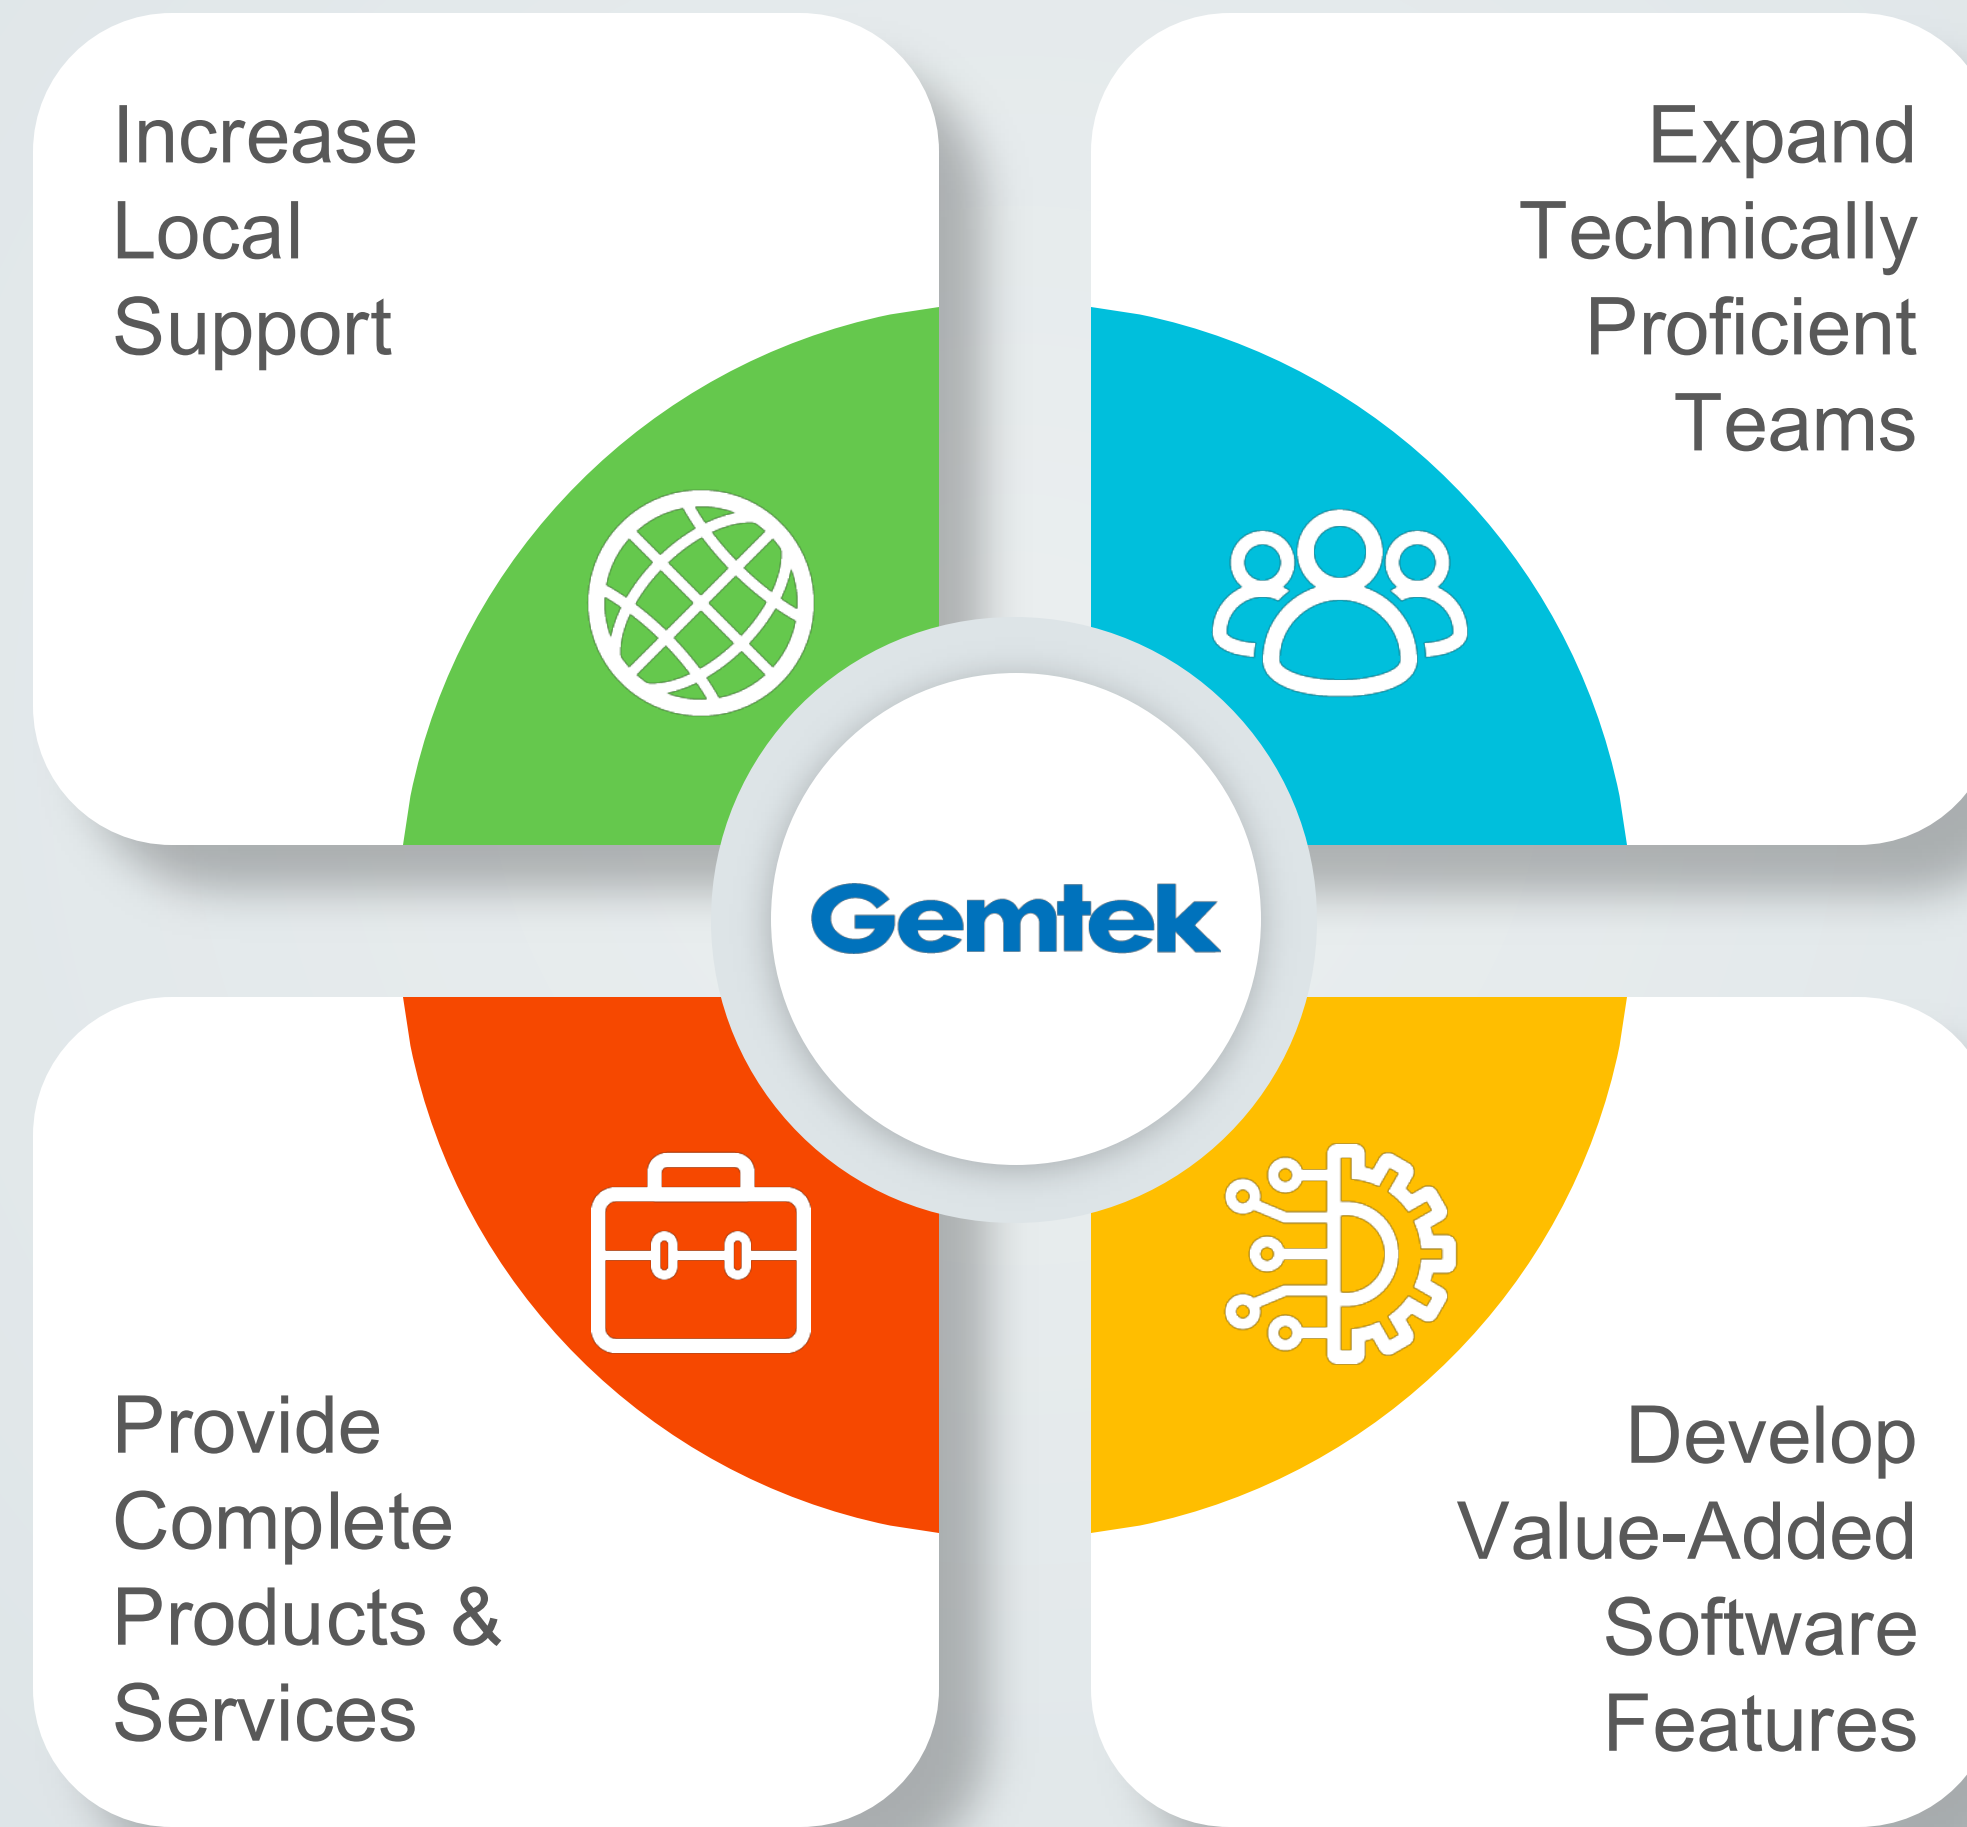 Increase
Local
Support
Expand
Technically
Proficient
Teams
Gemtek
Provide
Complete
Products &
Services
Develop
Value-Added
Software
Features